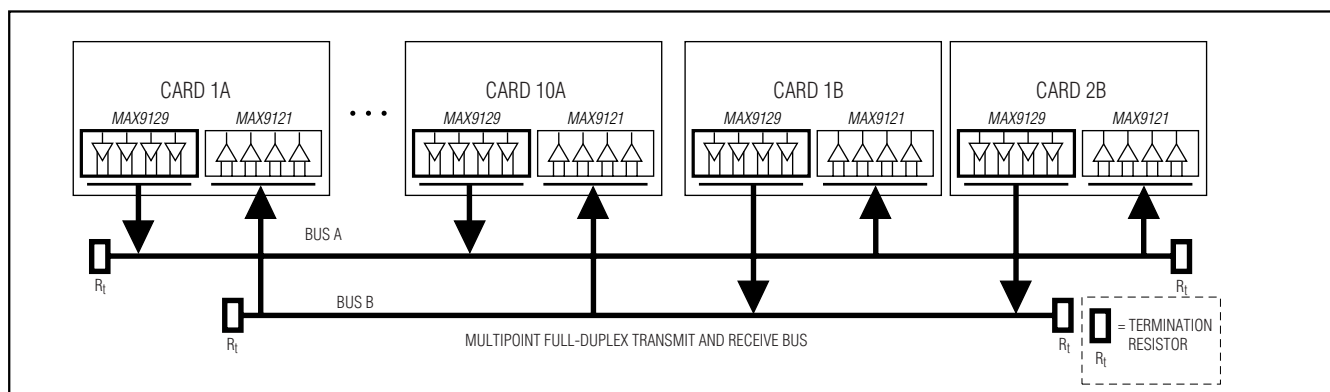 CARD 1A
MAX9129 MAX9121
• • •
CARD 10A
MAX9129 MAX9121
CARD 1B
MAX9129 MAX9121
CARD 2B
MAX9129 MAX9121
BUS A
Rt
Rt
BUS B
Rt
Rt
MULTIPOINT FULL-DUPLEX TRANSMIT AND RECEIVE BUS
Rt
= TERMINATION
RESISTOR